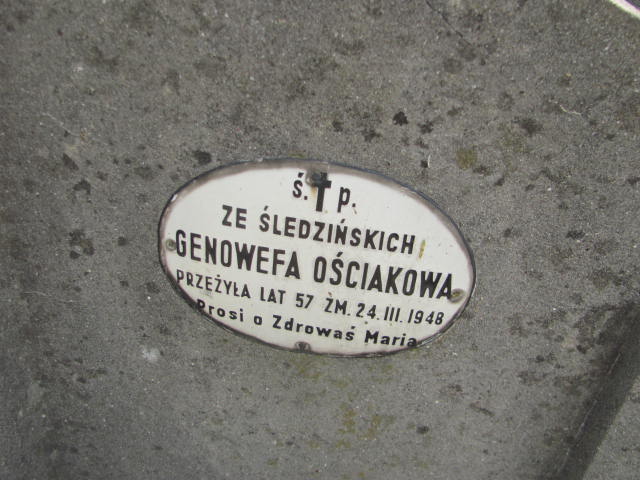 ś. p.
ZE ŚLEDZIŃSKICH
GENOWEFA OŚCIAKOWA
PRZEŻYŁA LAT 57 ZM. 24.III.1948
Prosi o Zdrowaś Maria